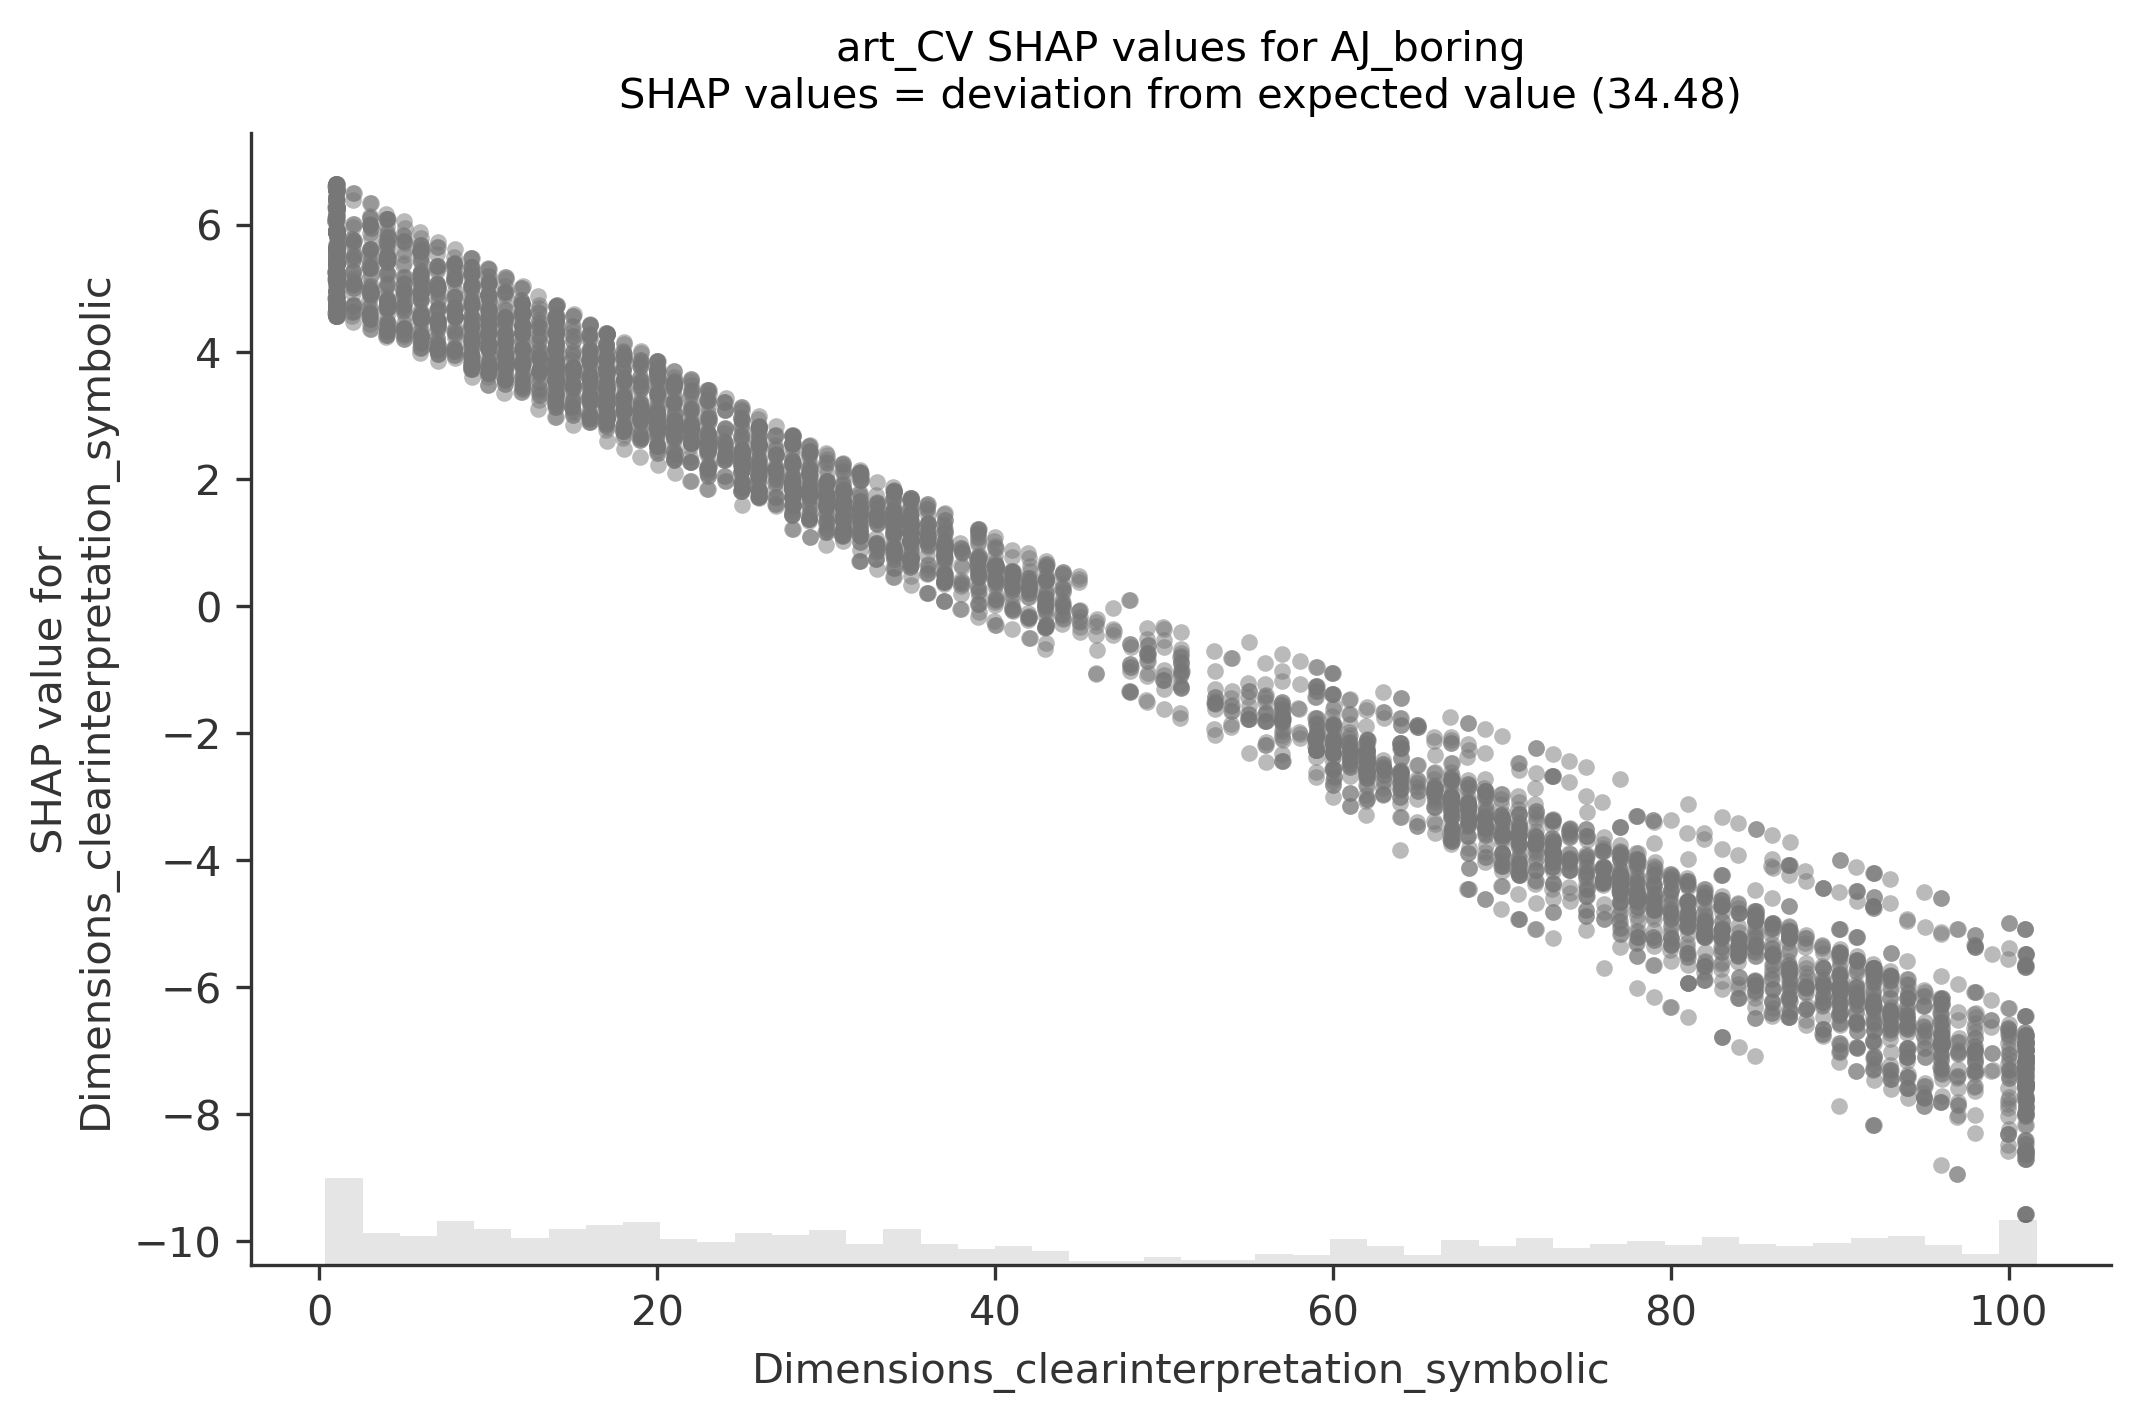 art_CV SHAP values for AJ_boring
SHAP values = deviation from expected value (34.48)
SHAP value for
Dimensions_clearinterpretation_symbolic
6
4
2
0
−2
−4
−6
−8
−10
0 20 40 60 80 100
Dimensions_clearinterpretation_symbolic